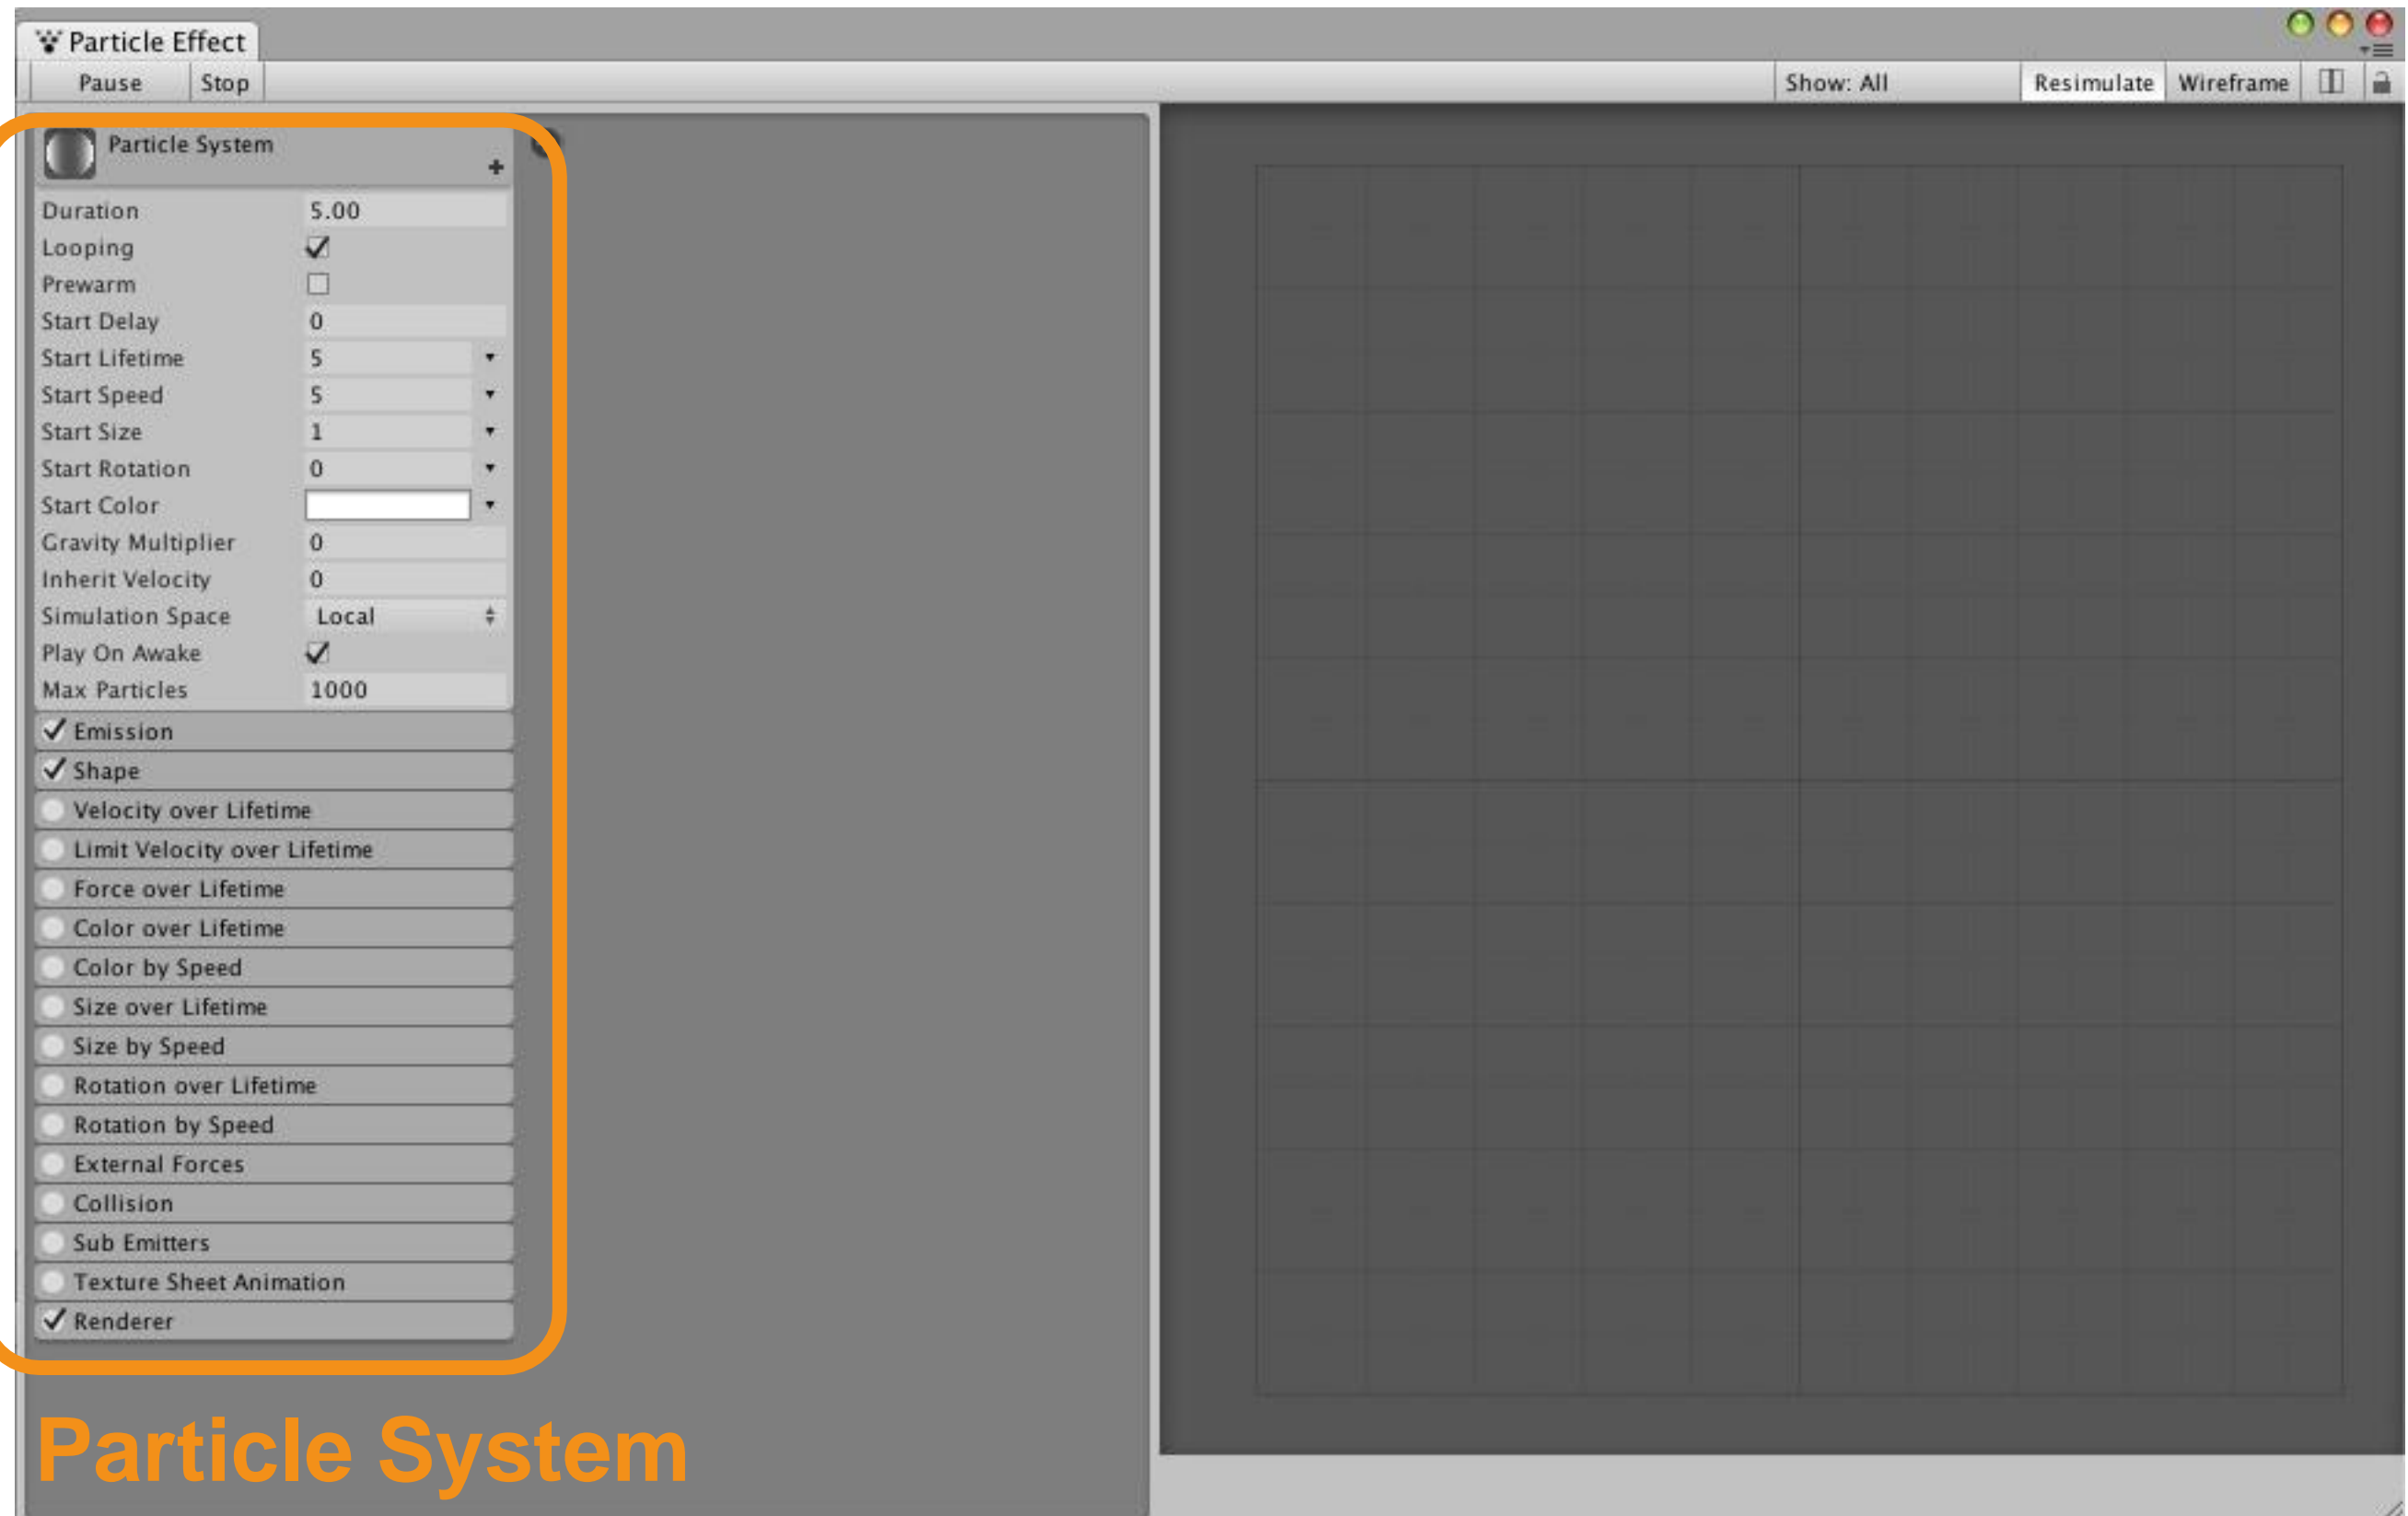 Particle Effect
Pause Stop Show: All Resimulate Wireframe
Particle System
Duration 5.00
Looping
Prewarm
Start Delay 0
Start Lifetime 5
Start Speed 5
Start Size 1
Start Rotation 0
Start Color
Gravity Multiplier 0
Inherit Velocity 0
Simulation Space Local
Play On Awake
Max Particles 1000
Emission
Shape
Velocity over Lifetime
Limit Velocity over Lifetime
Force over Lifetime
Color over Lifetime
Color by Speed
Size over Lifetime
Size by Speed
Rotation over Lifetime
Rotation by Speed
External Forces
Collision
Sub Emitters
Texture Sheet Animation
Renderer
Particle System